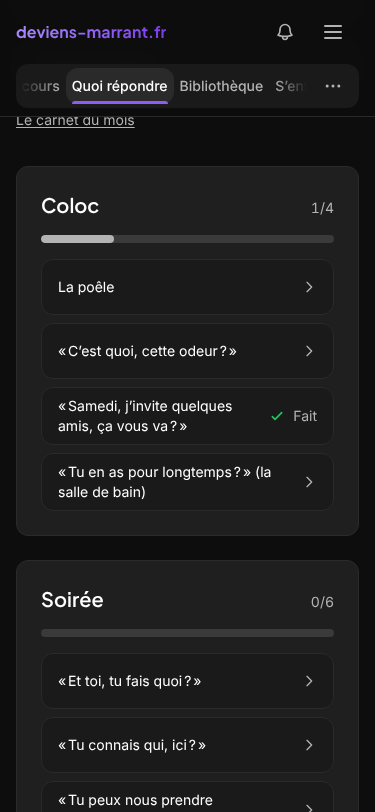 deviens-marrant.fr
cours Quoi répondre Bibliothèque S'en
Le carnet du mois
Coloc 1/4
La poêle
« C'est quoi, cette odeur ? »
« Samedi, j'invite quelques
amis, ça vous va ? » Fait
« Tu en as pour longtemps ? » (la
salle de bain)
Soirée 0/6
« Et toi, tu fais quoi ? »
« Tu connais qui, ici ? »
« Tu peux nous prendre